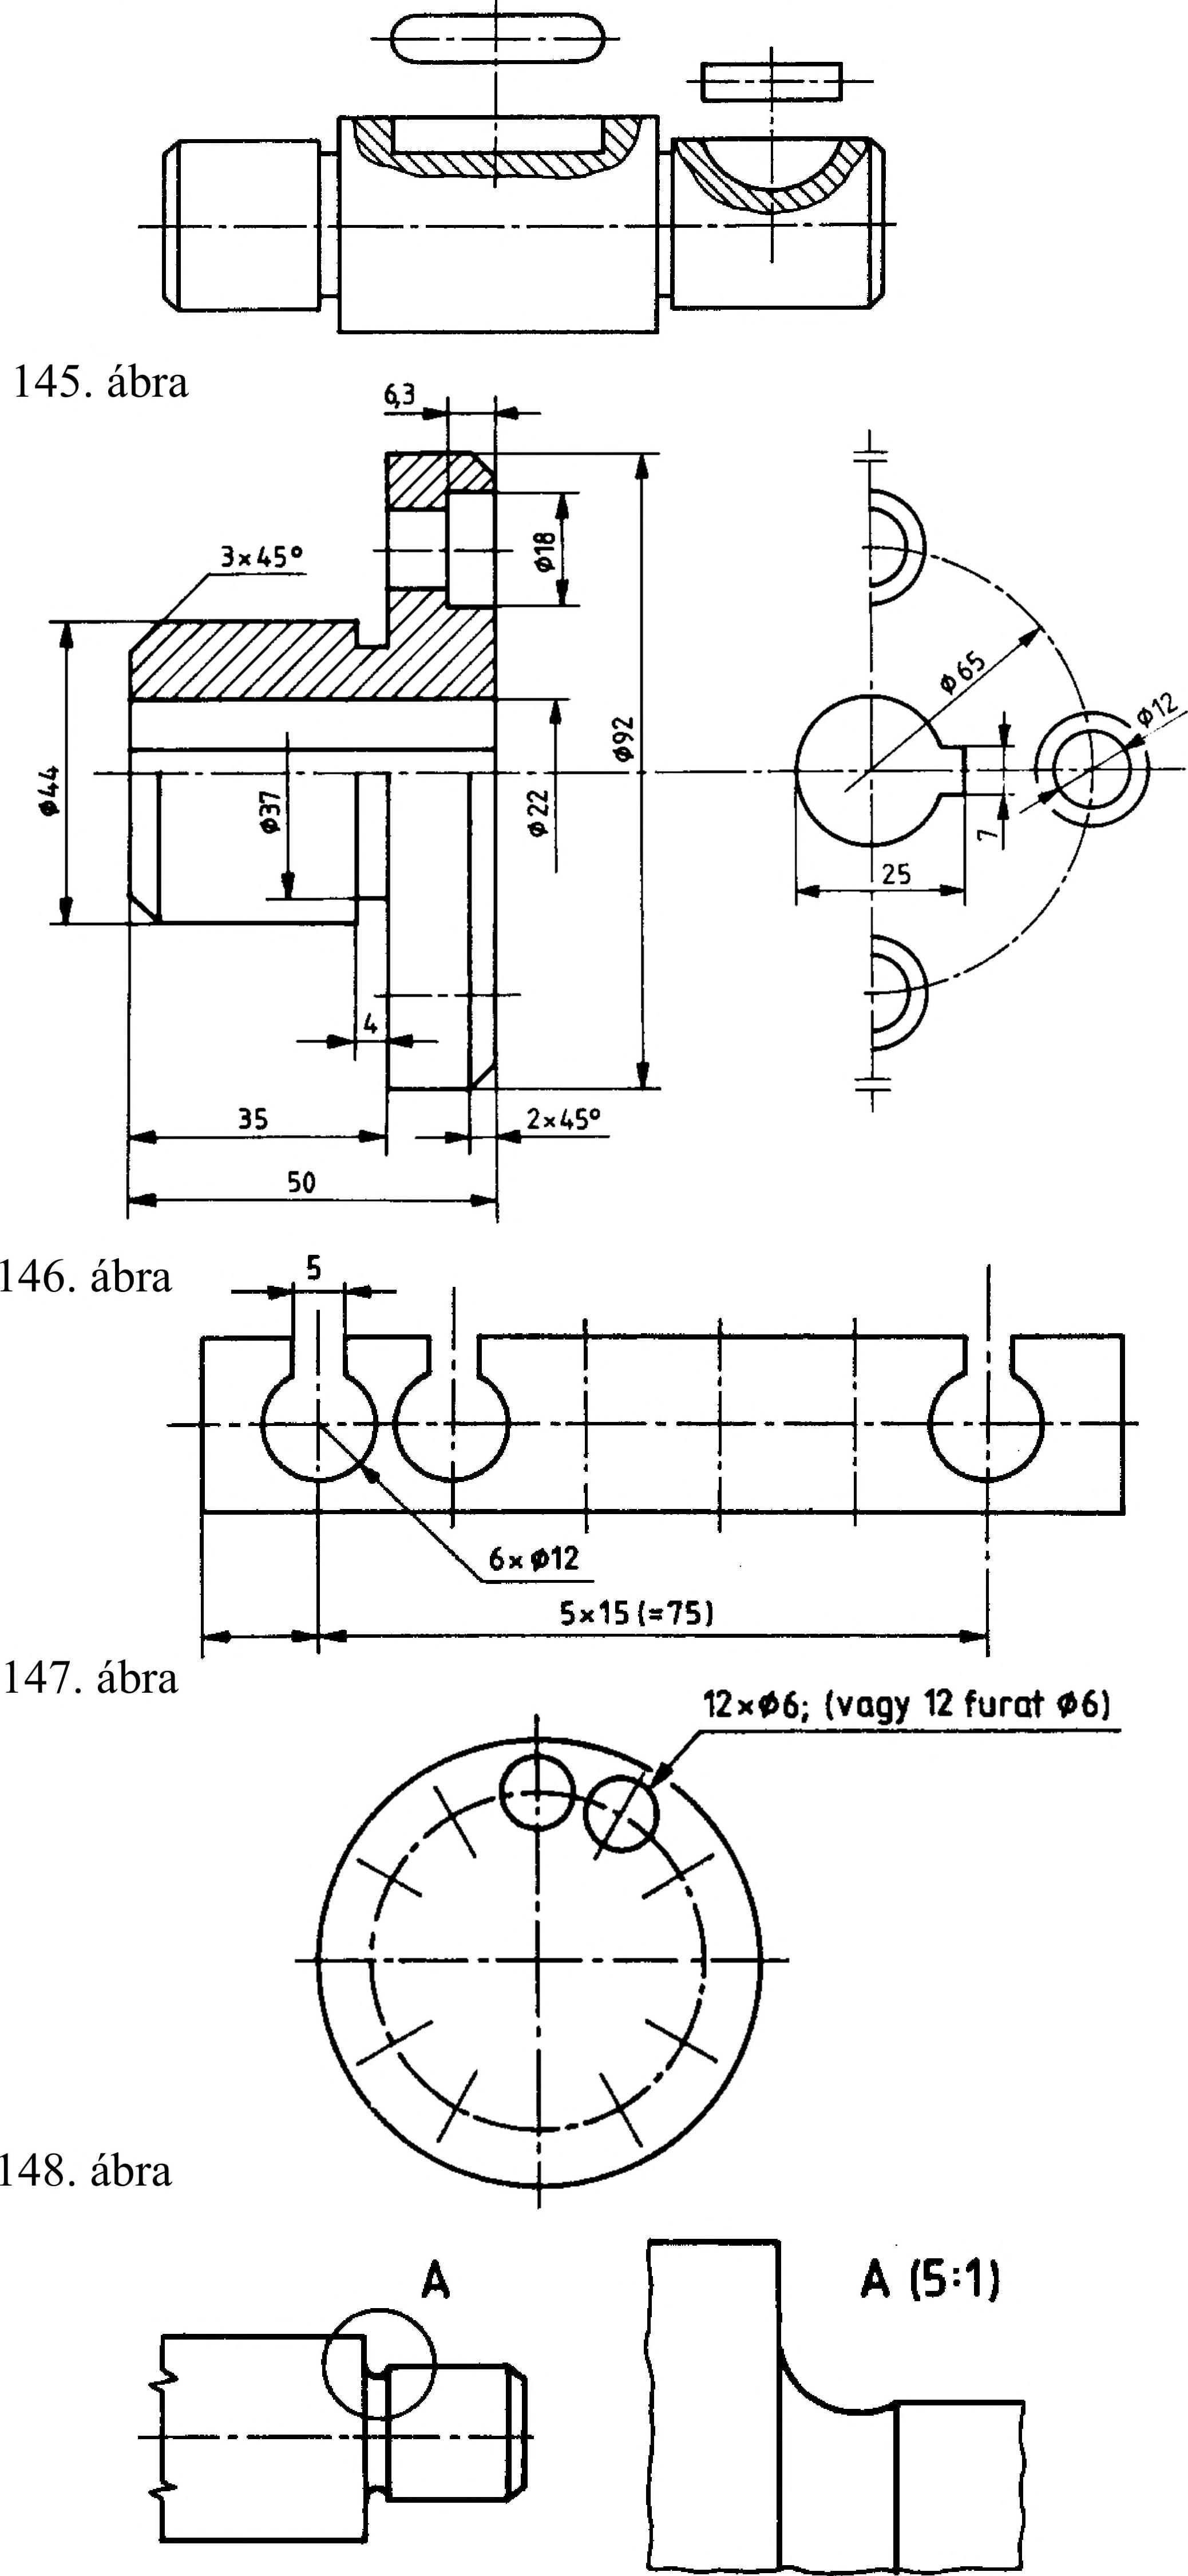 145. ábra
6,3
3×45°
ø18
ø44
ø37
ø22
ø92
ø65
ø12
7
25
4
35
2×45°
50
146. ábra
5
6×ø12
5×15(=75)
147. ábra
12×ø6; (vagy 12 furat ø6)
148. ábra
A
A (5:1)